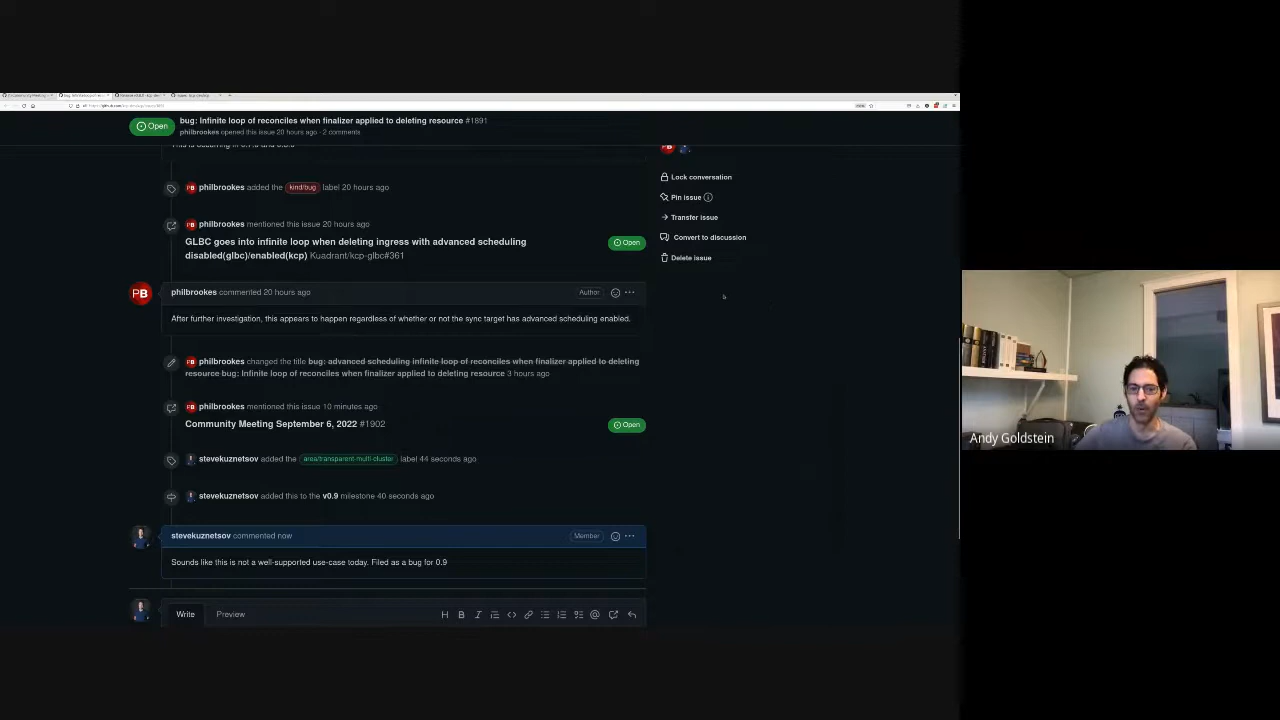 Open
bug: Infinite loop of reconciles when finalizer applied to deleting resource #1891
philbrookes opened this issue 20 hours ago · 2 comments
philbrookes added the kind/bug label 20 hours ago
philbrookes mentioned this issue 20 hours ago
GLBC goes into infinite loop when deleting ingress with advanced scheduling
disabled(glbc)/enabled(kcp) Kuadrant/kcp-glbc#361
Open
PB
philbrookes commented 20 hours ago
Author
After further investigation, this appears to happen regardless of whether or not the sync target has advanced scheduling enabled.
philbrookes changed the title bug: advanced scheduling infinite loop of reconciles when finalizer applied to deleting
resource bug: Infinite loop of reconciles when finalizer applied to deleting resource 3 hours ago
philbrookes mentioned this issue 10 minutes ago
Community Meeting September 6, 2022 #1902
Open
stevekuznetsov added the area/transparent-multi-cluster label 44 seconds ago
stevekuznetsov added this to the v0.9 milestone 40 seconds ago
stevekuznetsov commented now
Member
Sounds like this is not a well-supported use-case today. Filed as a bug for 0.9
Write
Preview
Lock conversation
Pin issue
Transfer issue
Convert to discussion
Delete issue
Andy Goldstein